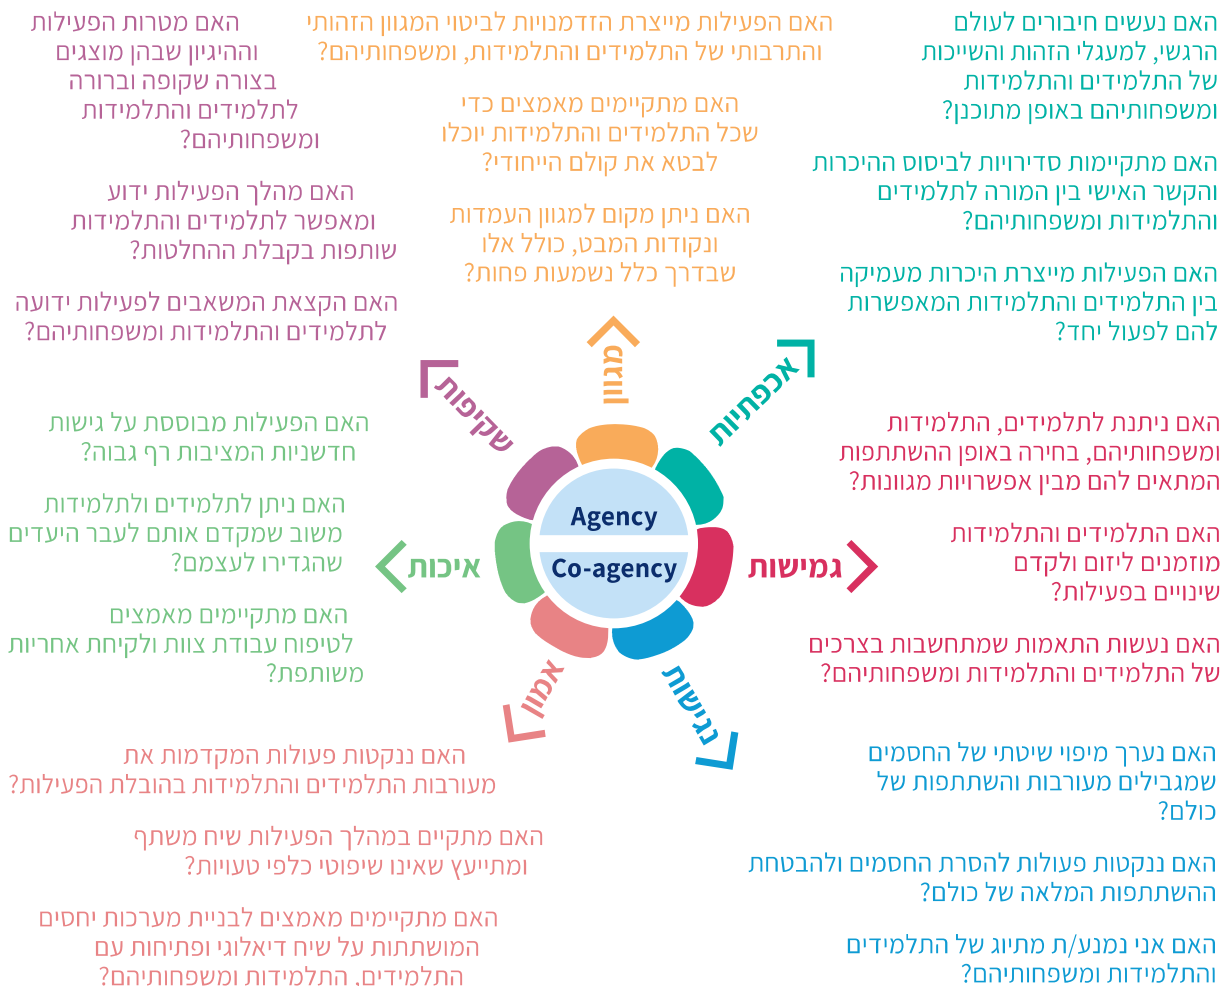 האם נעשים חיבורים לעולם
הרגשי, למעגלי הזהות והשייכות
של התלמידים והתלמידות
ומשפחותיהם באופן מתוכנן?
האם מתקיימות סדירויות לביסוס ההיכרות
והקשר האישי בין המורה לתלמידים
והתלמידות ומשפחותיהם?
האם הפעילות מייצרת היכרות מעמיקה
בין התלמידים והתלמידות המאפשרות
להם לפעול יחד?
אכפתיות
האם הפעילות מייצרת הזדמנויות לביטוי המגוון הזהותי
והתרבותי של התלמידים והתלמידות, ומשפחותיהם?
האם מתקיימים מאמצים כדי
שכל התלמידים והתלמידות יוכלו
לבטא את קולם הייחודי?
האם ניתן מקום למגוון העמדות
ונקודות המבט, כולל אלו
שבדרך כלל נשמעות פחות?
מגוון
האם מטרות הפעילות
וההיגיון שבהן מוצגים
בצורה שקופה וברורה
לתלמידים והתלמידות
ומשפחותיהם?
האם מהלך הפעילות ידוע
ומאפשר לתלמידים והתלמידות
שותפות בקבלת ההחלטות?
האם הקצאת המשאבים לפעילות ידועה
לתלמידים והתלמידות ומשפחותיהם?
שקיפות
האם ניתנת לתלמידים, התלמידות
ומשפחותיהם, בחירה באופן ההשתתפות
המתאים להם מבין אפשרויות מגוונות?
האם התלמידים והתלמידות
מוזמנים ליזום ולקדם
שינויים בפעילות?
האם נעשות התאמות שמתחשבות בצרכים
של התלמידים והתלמידות ומשפחותיהם?
גמישות
Agency
Co-agency
האם הפעילות מבוססת על גישות
חדשניות המציבות רף גבוה?
האם ניתן לתלמידים ולתלמידות
משוב שמקדם אותם לעבר היעדים
שהגדירו לעצמם?
האם מתקיימים מאמצים
לטיפוח עבודת צוות ולקיחת אחריות
משותפת?
איכות
נגישות
האם נערך מיפוי שיטתי של החסמים
שמגבילים מעורבות והשתתפות של
כולם?
האם ננקטות פעולות להסרת החסמים ולהבטחת
ההשתתפות המלאה של כולם?
האם אני נמנע/ת מתיוג של התלמידים
והתלמידות ומשפחותיהם?
אמון
האם ננקטות פעולות המקדמות את
מעורבות התלמידים והתלמידות בהובלת הפעילות?
האם מתקיים במהלך הפעילות שיח משתף
ומתייעץ שאינו שיפוטי כלפי טעויות?
האם מתקיימים מאמצים לבניית מערכות יחסים
המושתתות על שיח דיאלוגי ופתיחות עם
התלמידים, התלמידות ומשפחותיהם?